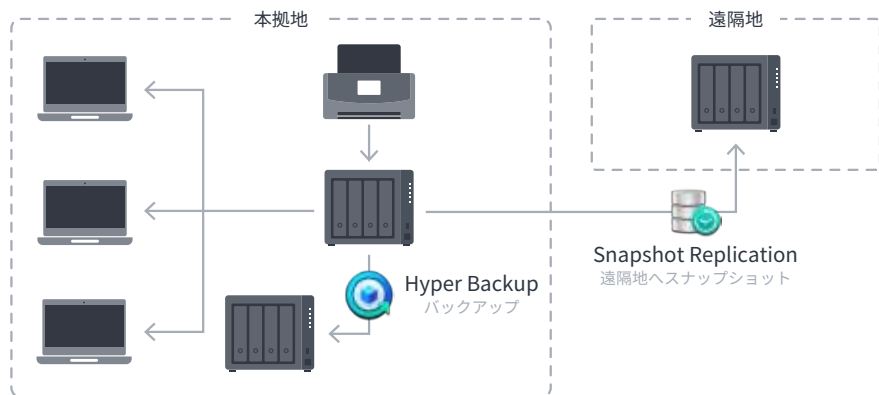 本拠地
遠隔地
Hyper Backup
バックアップ
Snapshot Replication
遠隔地へスナップショット